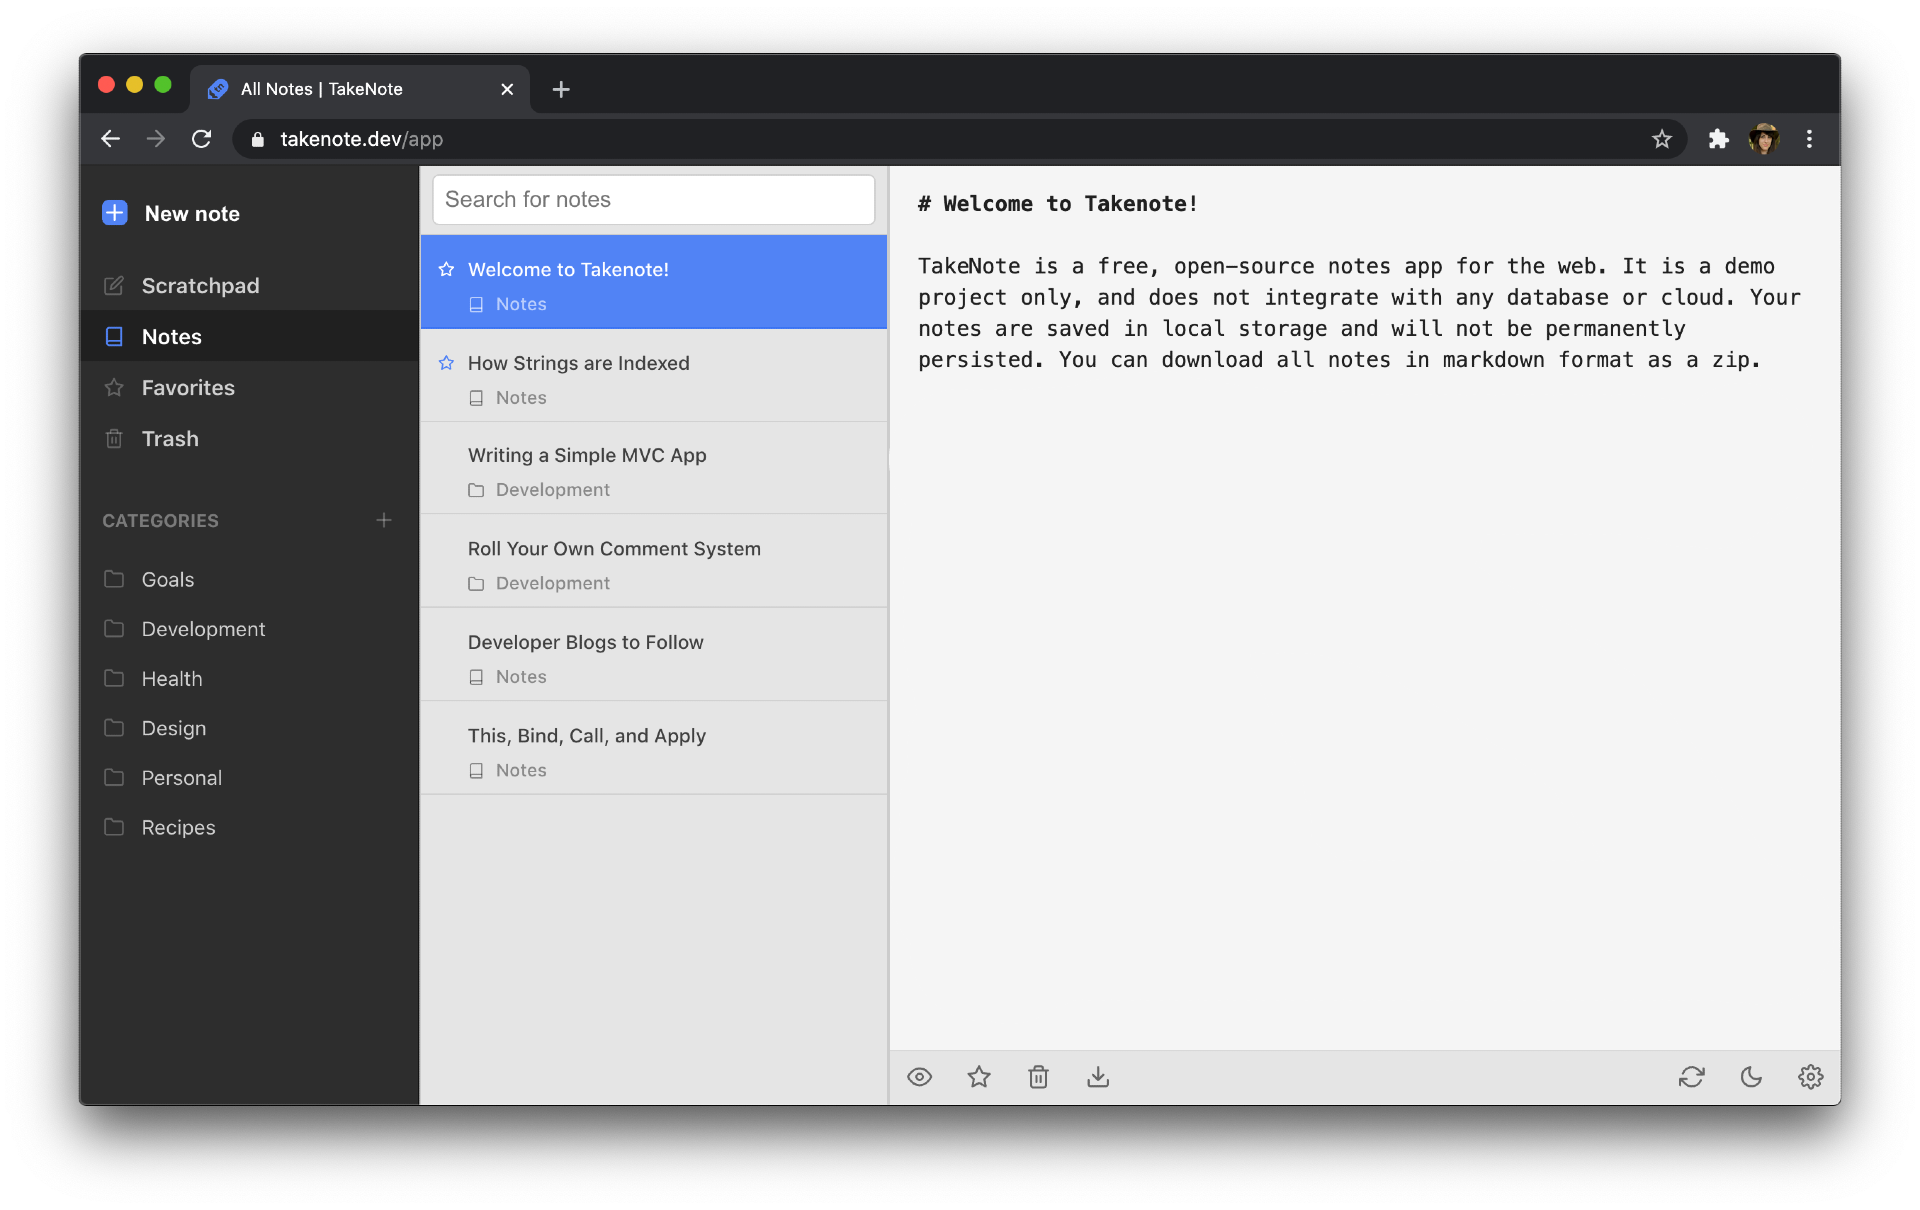 All Notes | TakeNote
takenote.dev/app
New note
Scratchpad
Notes
Favorites
Trash
CATEGORIES
Goals
Development
Health
Design
Personal
Recipes
Search for notes
Welcome to Takenote!
Notes
How Strings are Indexed
Notes
Writing a Simple MVC App
Development
Roll Your Own Comment System
Development
Developer Blogs to Follow
Notes
This, Bind, Call, and Apply
Notes
# Welcome to Takenote!
TakeNote is a free, open-source notes app for the web. It is a demo
project only, and does not integrate with any database or cloud. Your
notes are saved in local storage and will not be permanently
persisted. You can download all notes in markdown format as a zip.